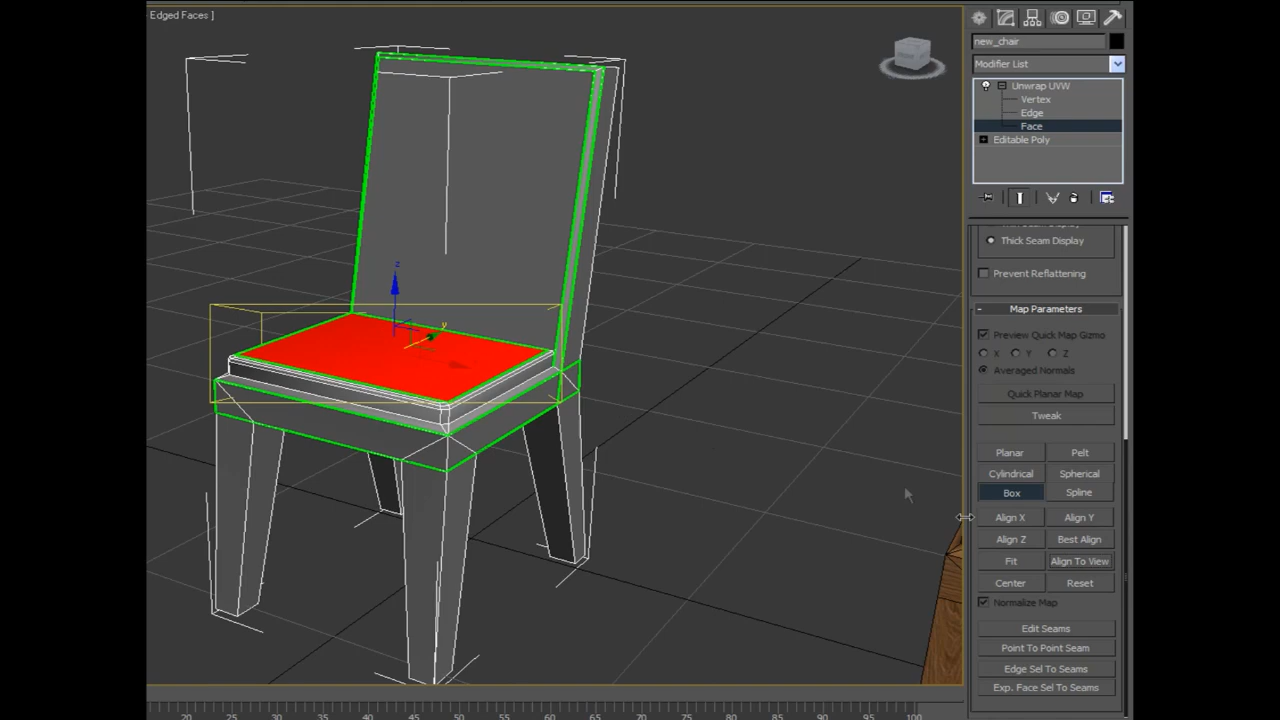 Edged Faces ]
new_chair
Modifier List
Unwrap UVW
Vertex
Edge
Face
Editable Poly
Thick Seam Display
Prevent Reflattening
- Map Parameters
Preview Quick Map Gizmo
X Y Z
Averaged Normals
Quick Planar Map
Tweak
Planar Pelt
Cylindrical Spherical
Box Spline
Align X Align Y
Align Z Best Align
Fit Align To View
Center Reset
Normalize Map
Edit Seams
Point To Point Seam
Edge Sel To Seams
Exp. Face Sel To Seams
z
y
20 25 30 35 40 45 50 55 60 65 70 75 80 85 90 95 100